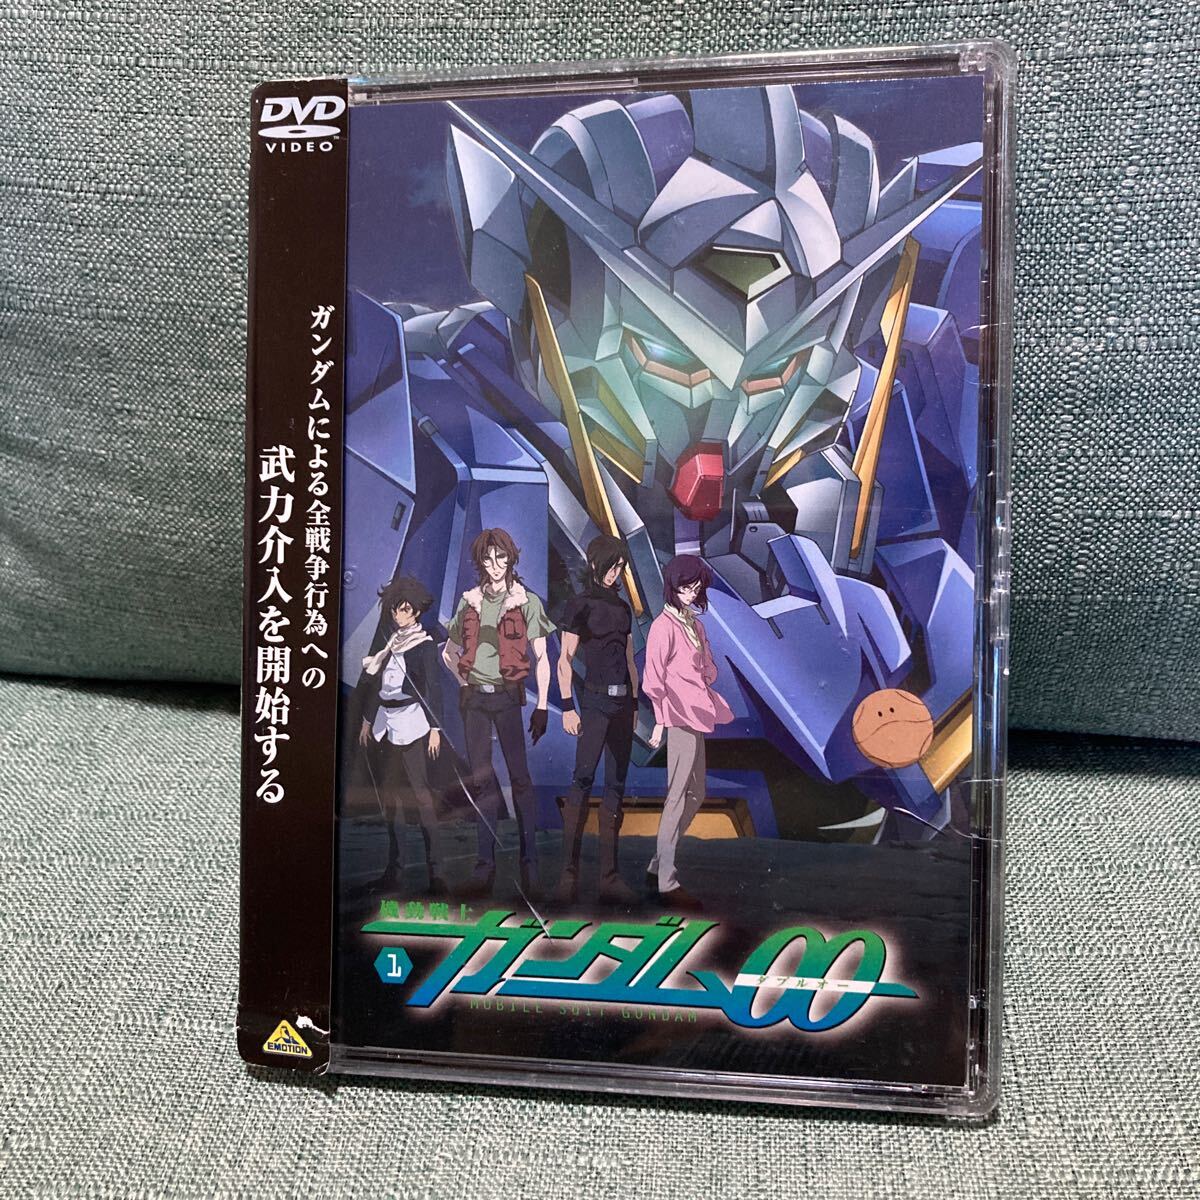 DVD
VIDEO
ガンダムによる全戦争行為への
武力介入を開始する
EMOTION
機動戦士
1
ガンダム00
ダブルオー
MOBILE SUIT GUNDAM